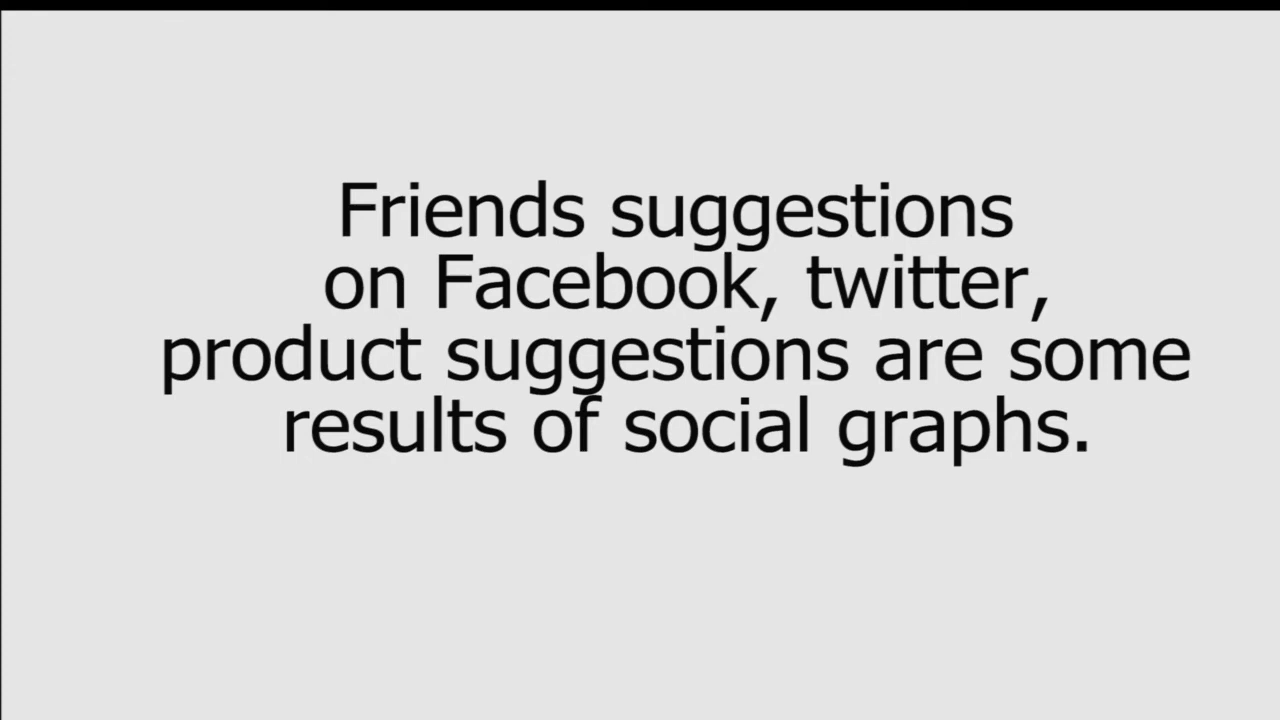 Friends suggestions
on Facebook, twitter,
product suggestions are some
results of social graphs.